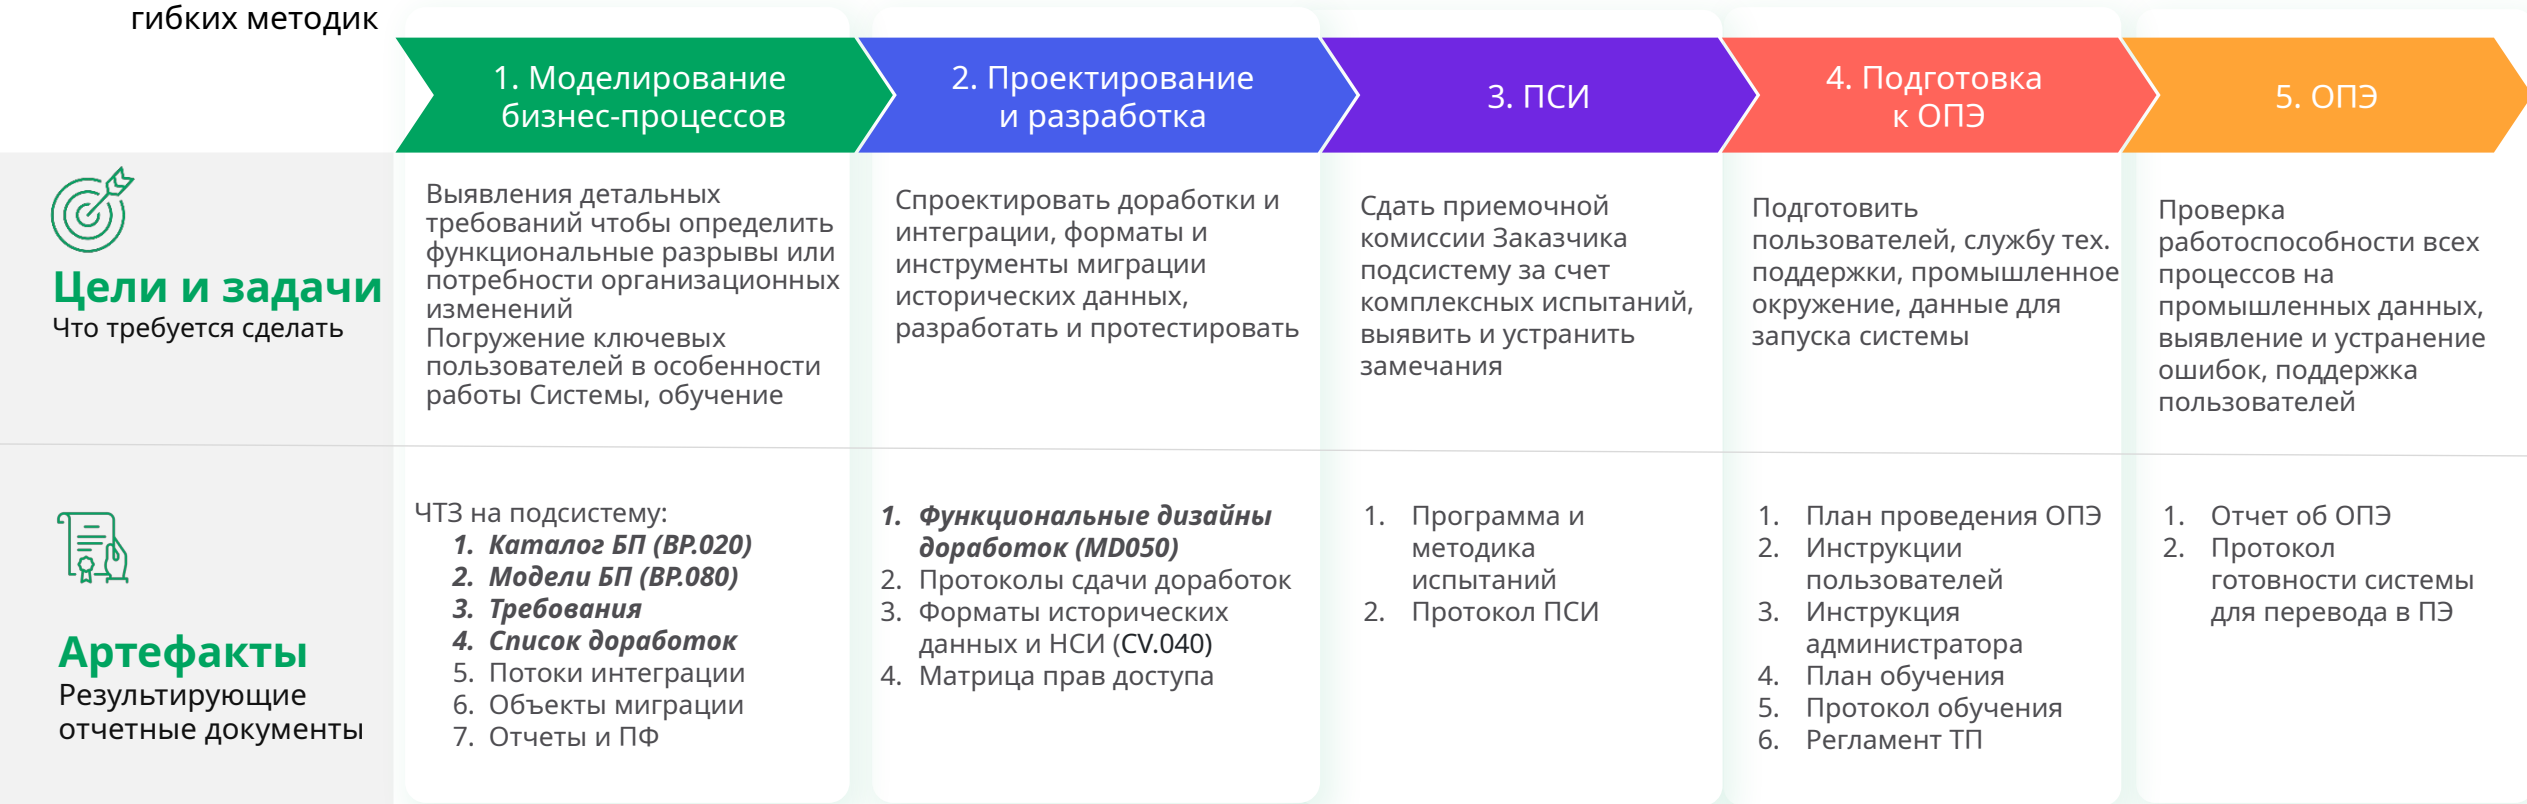 гибких методик
1. Моделирование
бизнес-процессов
2. Проектирование
и разработка
3. ПСИ
4. Подготовка
к ОПЭ
5. ОПЭ
Цели и задачи
Что требуется сделать
Выявления детальных
требований чтобы определить
функциональные разрывы или
потребности организационных
изменений
Погружение ключевых
пользователей в особенности
работы Системы, обучение
Спроектировать доработки и
интеграции, форматы и
инструменты миграции
исторических данных,
разработать и протестировать
Сдать приемочной
комиссии Заказчика
подсистему за счет
комплексных испытаний,
выявить и устранить
замечания
Подготовить
пользователей, службу тех.
поддержки, промышленное
окружение, данные для
запуска системы
Проверка
работоспособности всех
процессов на
промышленных данных,
выявление и устранение
ошибок, поддержка
пользователей
Артефакты
Результирующие
отчетные документы
ЧТЗ на подсистему:
1. Каталог БП (BP.020)
2. Модели БП (BP.080)
3. Требования
4. Список доработок
5. Потоки интеграции
6. Объекты миграции
7. Отчеты и ПФ
1. Функциональные дизайны
доработок (MD050)
2. Протоколы сдачи доработок
3. Форматы исторических
данных и НСИ (CV.040)
4. Матрица прав доступа
1. Программа и
методика
испытаний
2. Протокол ПСИ
1. План проведения ОПЭ
2. Инструкции
пользователей
3. Инструкция
администратора
4. План обучения
5. Протокол обучения
6. Регламент ТП
1. Отчет об ОПЭ
2. Протокол
готовности системы
для перевода в ПЭ